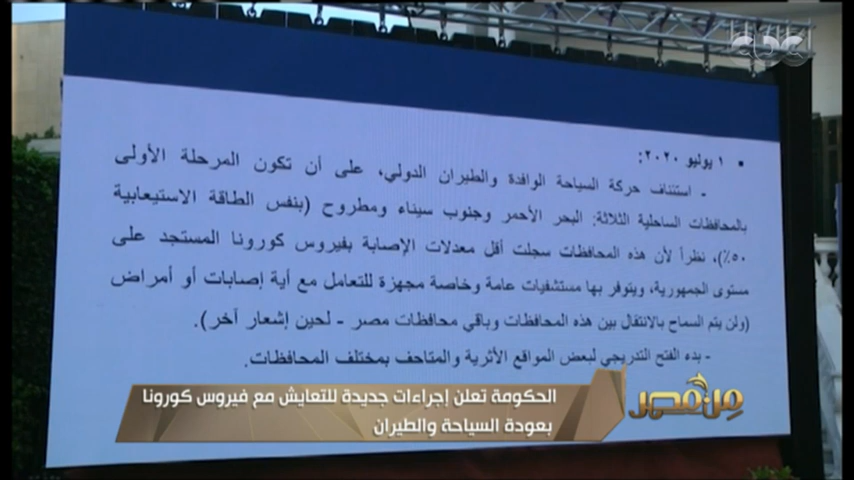 cbc
▪ ١ يوليو ٢٠٢٠:
- استئناف حركة السياحة الوافدة والطيران الدولي، على أن تكون المرحلة الأولى
بالمحافظات الساحلية الثلاثة: البحر الأحمر وجنوب سيناء ومطروح (بنفس الطاقة الاستيعابية
٥٠٪)، نظراً لأن هذه المحافظات سجلت أقل معدلات الإصابة بفيروس كورونا المستجد على
مستوى الجمهورية، ويتوفر بها مستشفيات عامة وخاصة مجهزة للتعامل مع أية إصابات أو أمراض
(ولن يتم السماح بالانتقال بين هذه المحافظات وباقي محافظات مصر - لحين إشعار آخر).
- بدء الفتح التدريجي لبعض المواقع الأثرية والمتاحف بمختلف المحافظات.
من مصر
الحكومة تعلن إجراءات جديدة للتعايش مع فيروس كورونا
بعودة السياحة والطيران